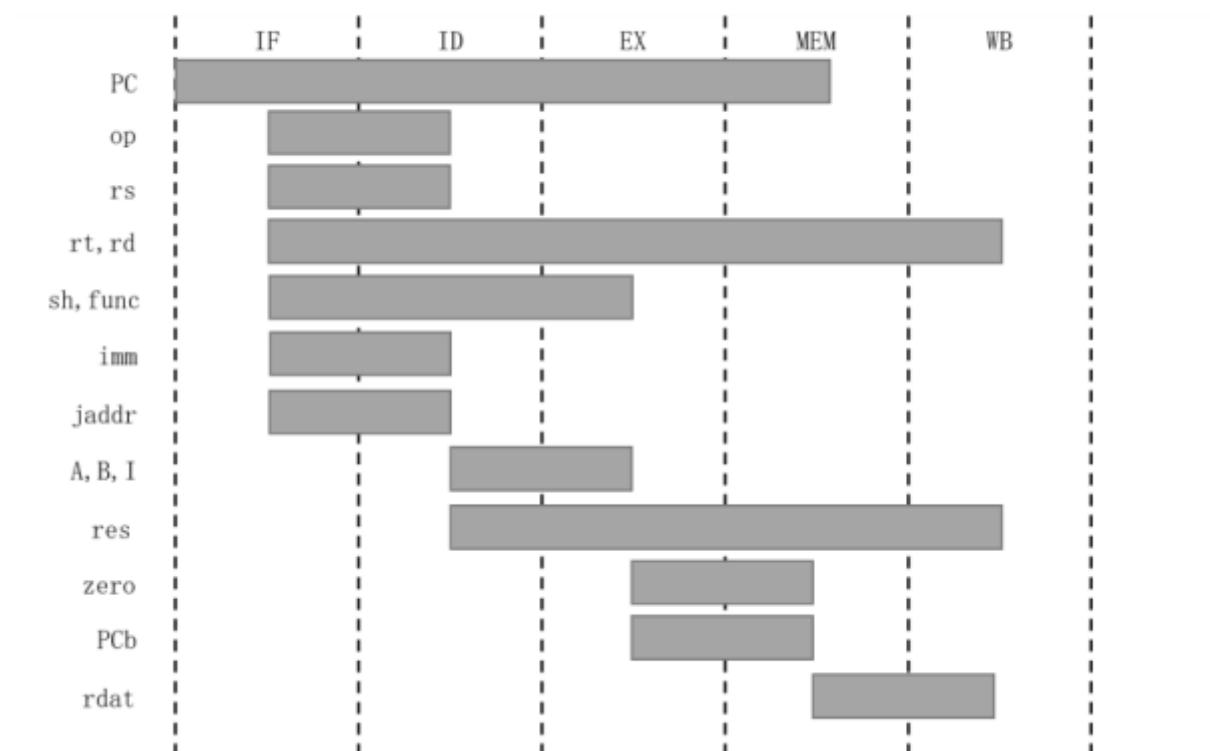 IF ID EX MEM WB
PC
op
rs
rt,rd
sh,func
imm
jaddr
A,B,I
res
zero
PCb
rdat